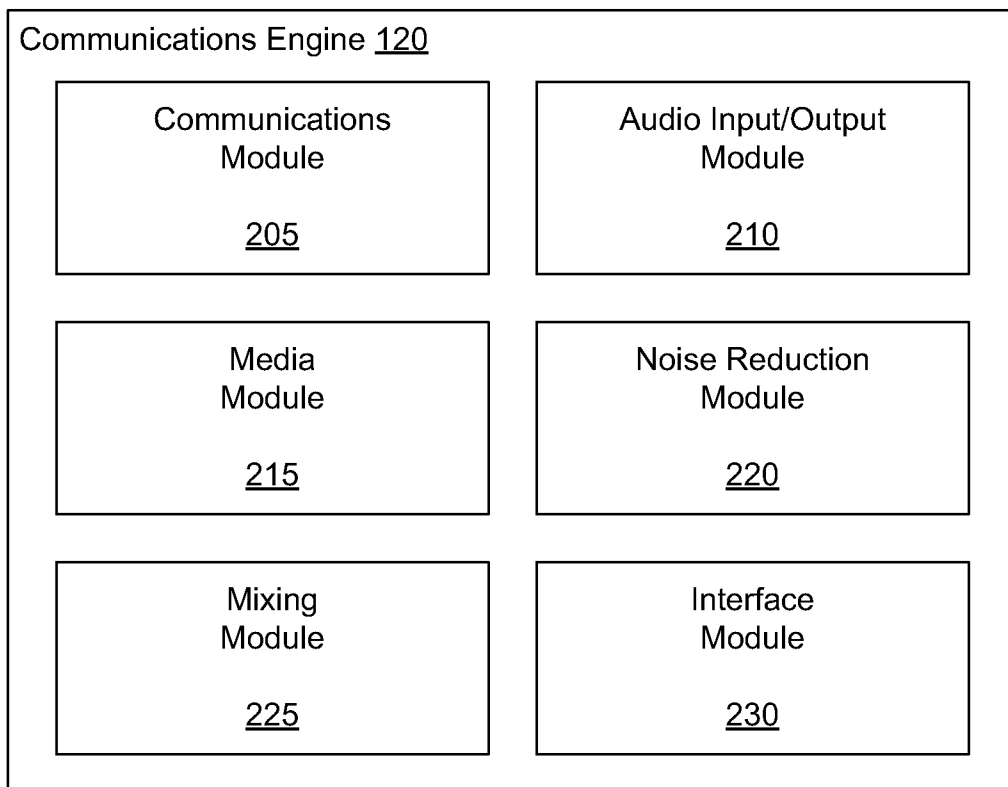 Communications Engine 120
Communications
Module
205
Audio Input/Output
Module
210
Media
Module
215
Noise Reduction
Module
220
Mixing
Module
225
Interface
Module
230